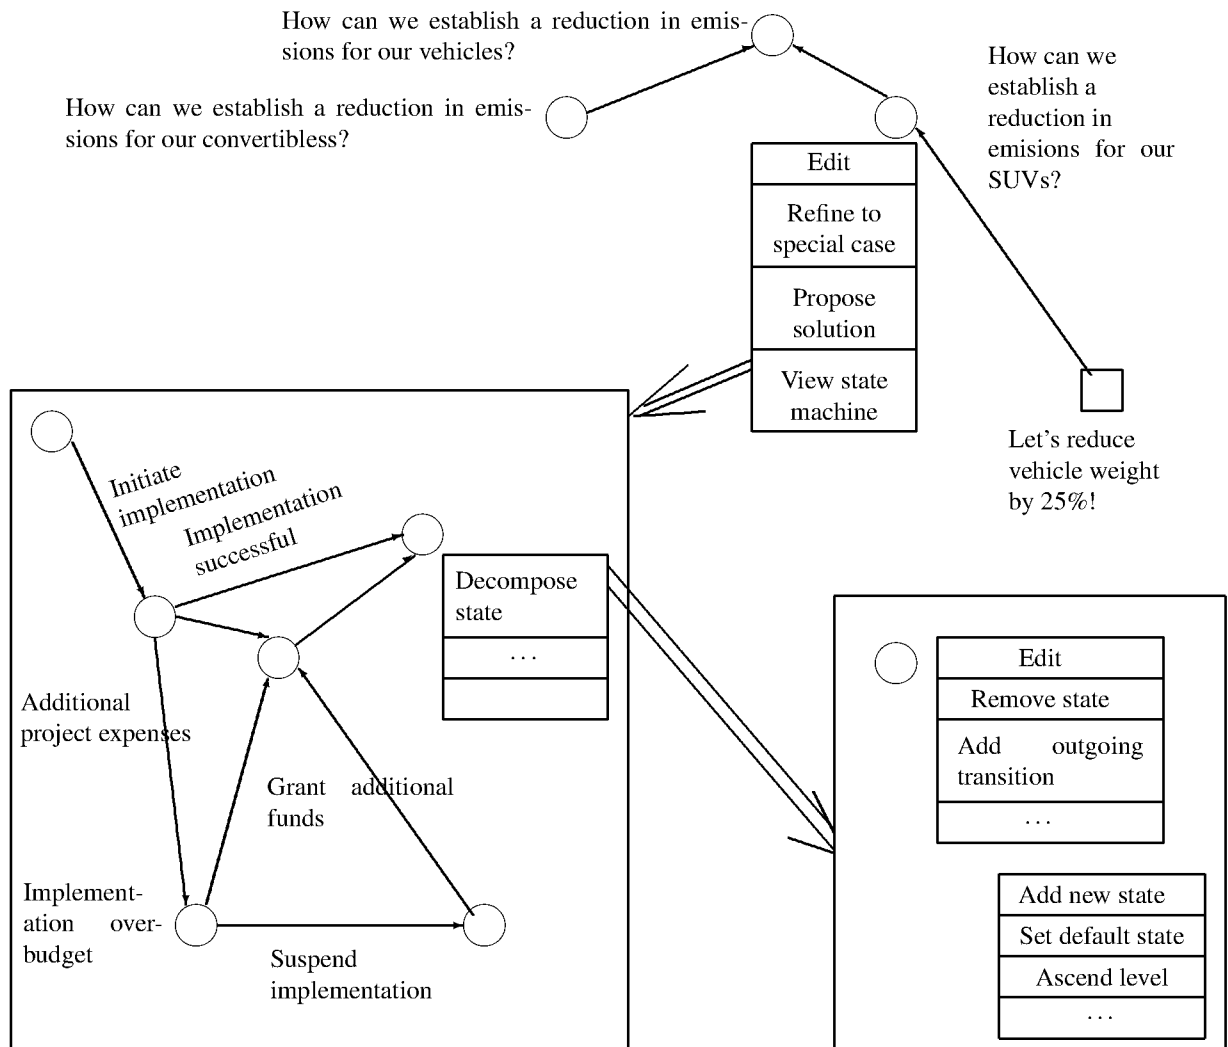 How can we establish a reduction in emis-
sions for our vehicles?
How can we establish a reduction in emis-
sions for our convertibless?
How can we
establish a
reduction in
emisions for our
SUVs?
Edit
Refine to
special case
Propose
solution
View state
machine
Let's reduce
vehicle weight
by 25%!
Initiate
implementation
Implementation
successful
Decompose
state
...
Additional
project expenses
Grant additional
funds
Implement-
ation over-
budget
Suspend
implementation
Edit
Remove state
Add outgoing
transition
...
Add new state
Set default state
Ascend level
...